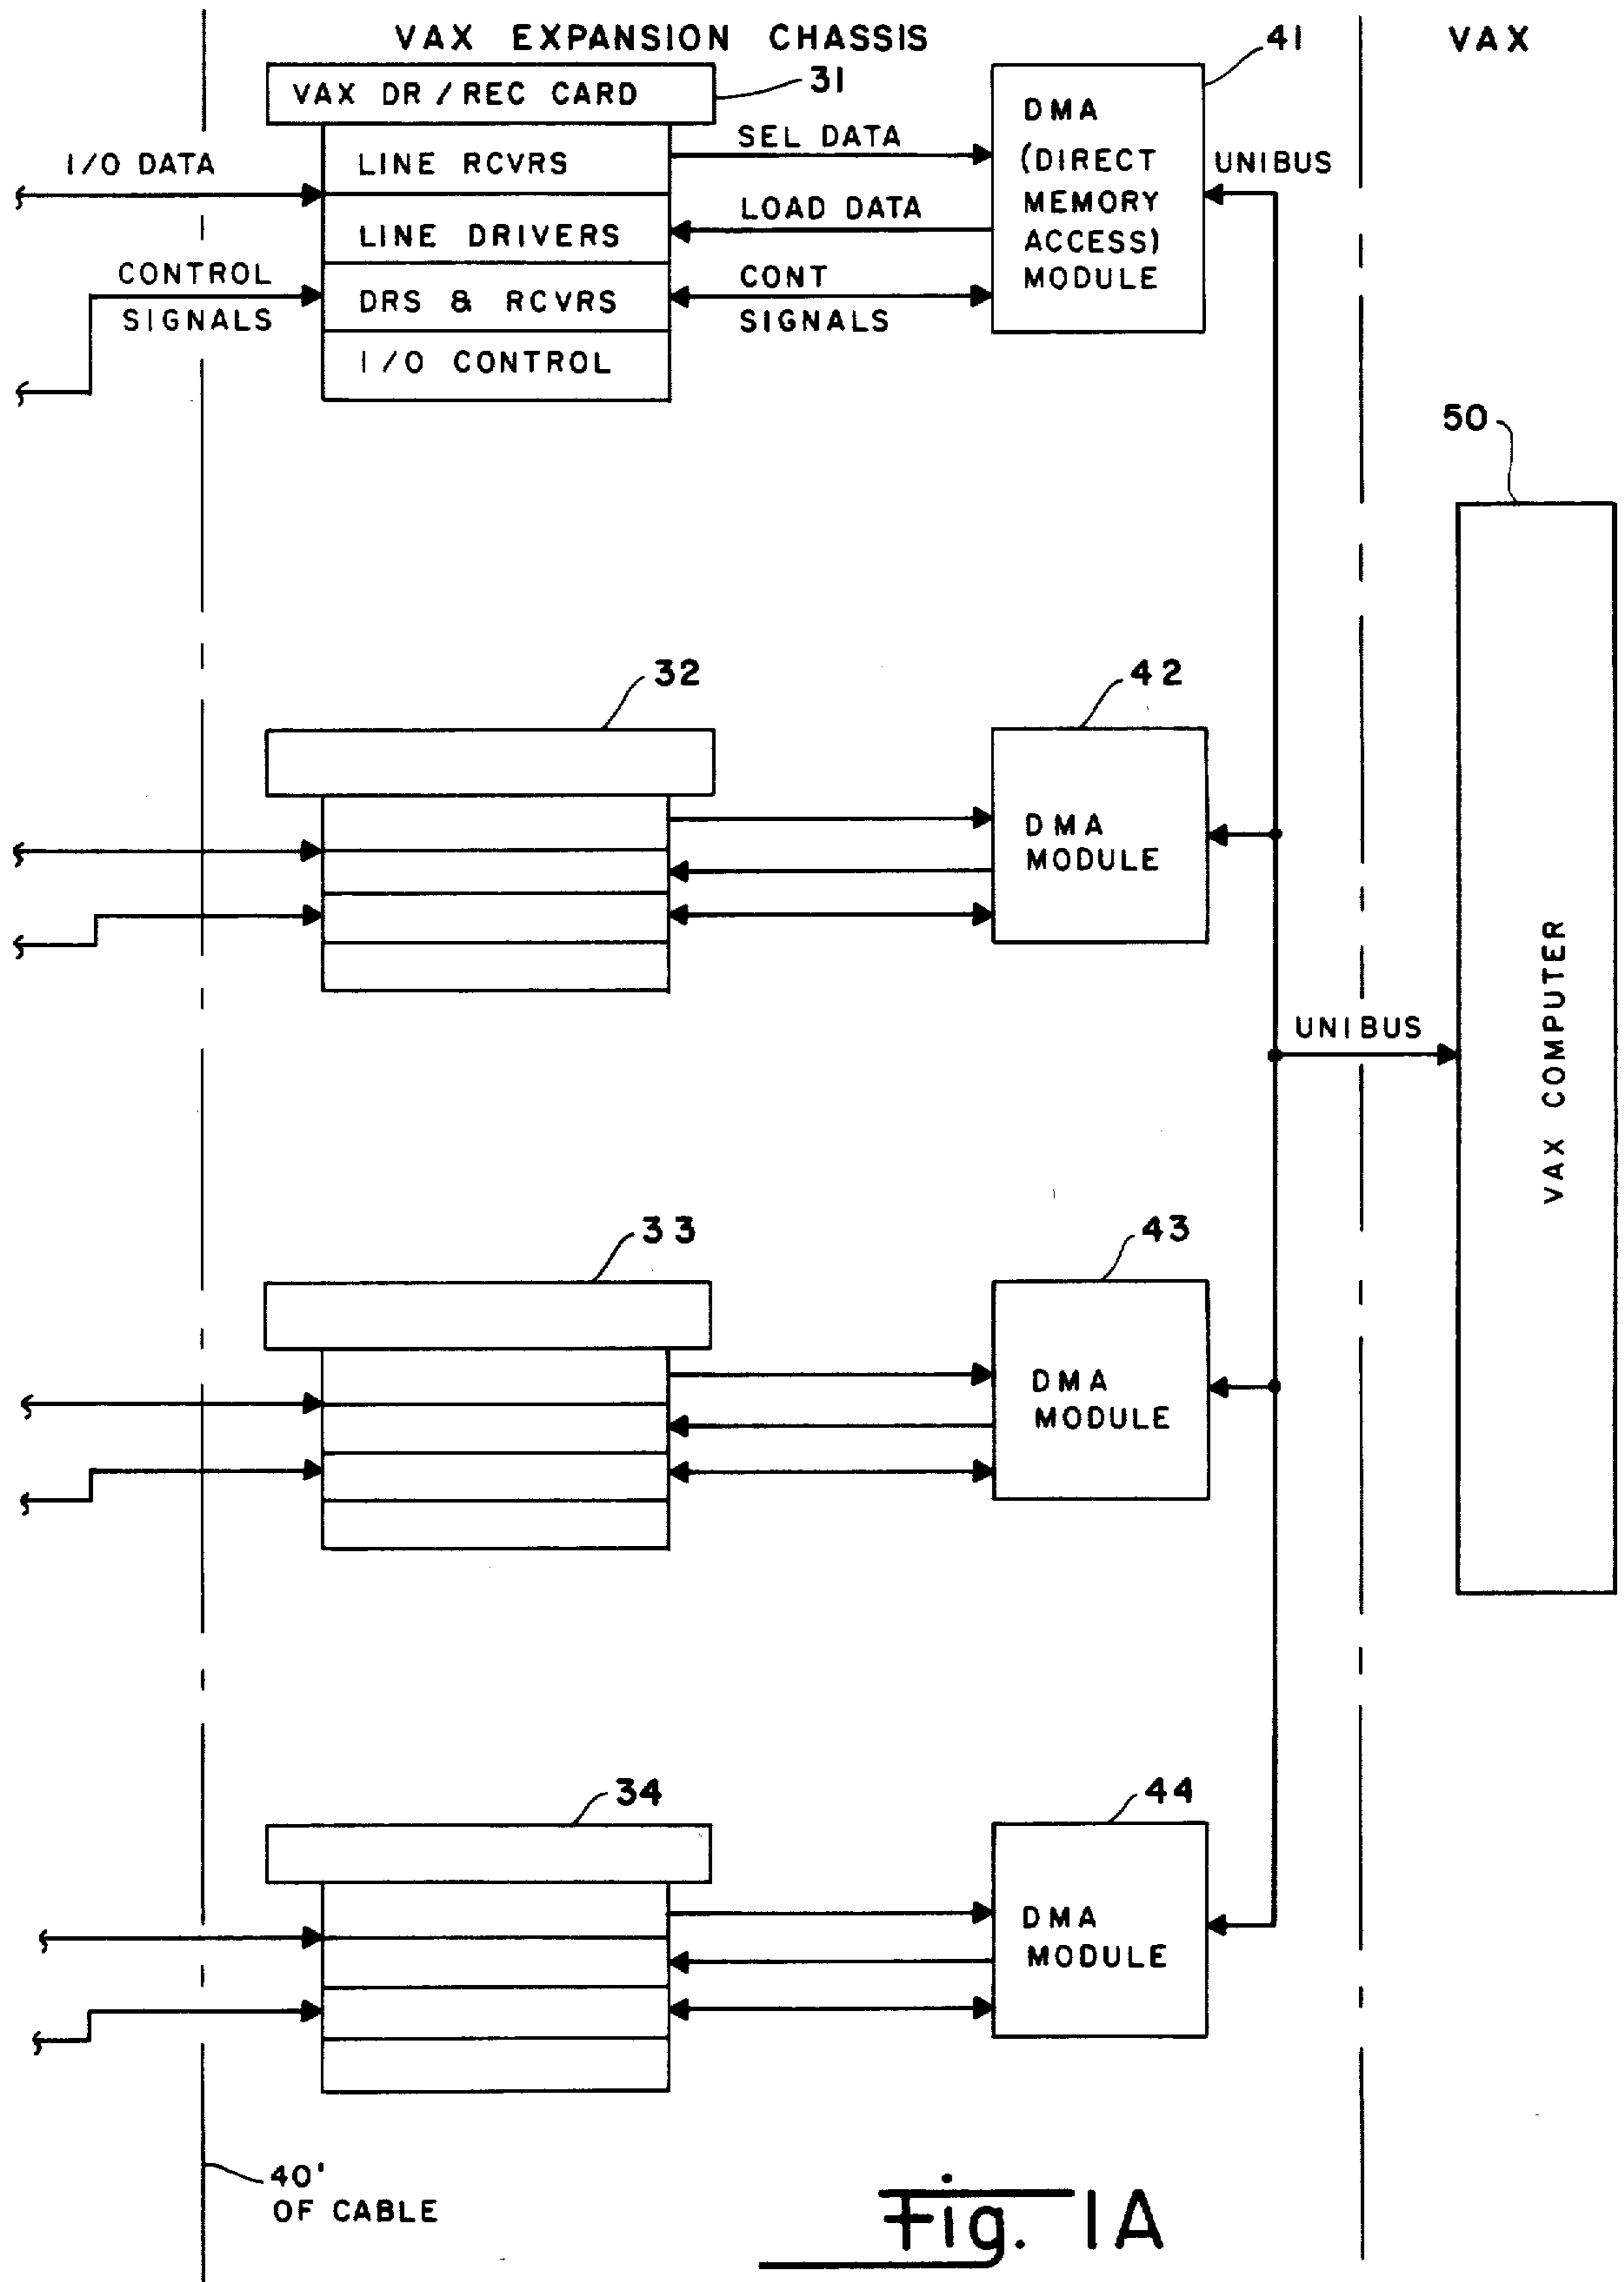 VAX EXPANSION CHASSIS
VAX
41
VAX DR / REC CARD
31
DMA
(DIRECT
MEMORY
ACCESS)
MODULE
I/O DATA
LINE RCVRS
SEL DATA
UNIBUS
LINE DRIVERS
LOAD DATA
CONTROL
SIGNALS
DRS & RCVRS
CONT
SIGNALS
I/O CONTROL
50
32
42
DMA
MODULE
UNIBUS
VAX COMPUTER
33
43
DMA
MODULE
34
44
DMA
MODULE
40'
OF CABLE
Fig. 1A